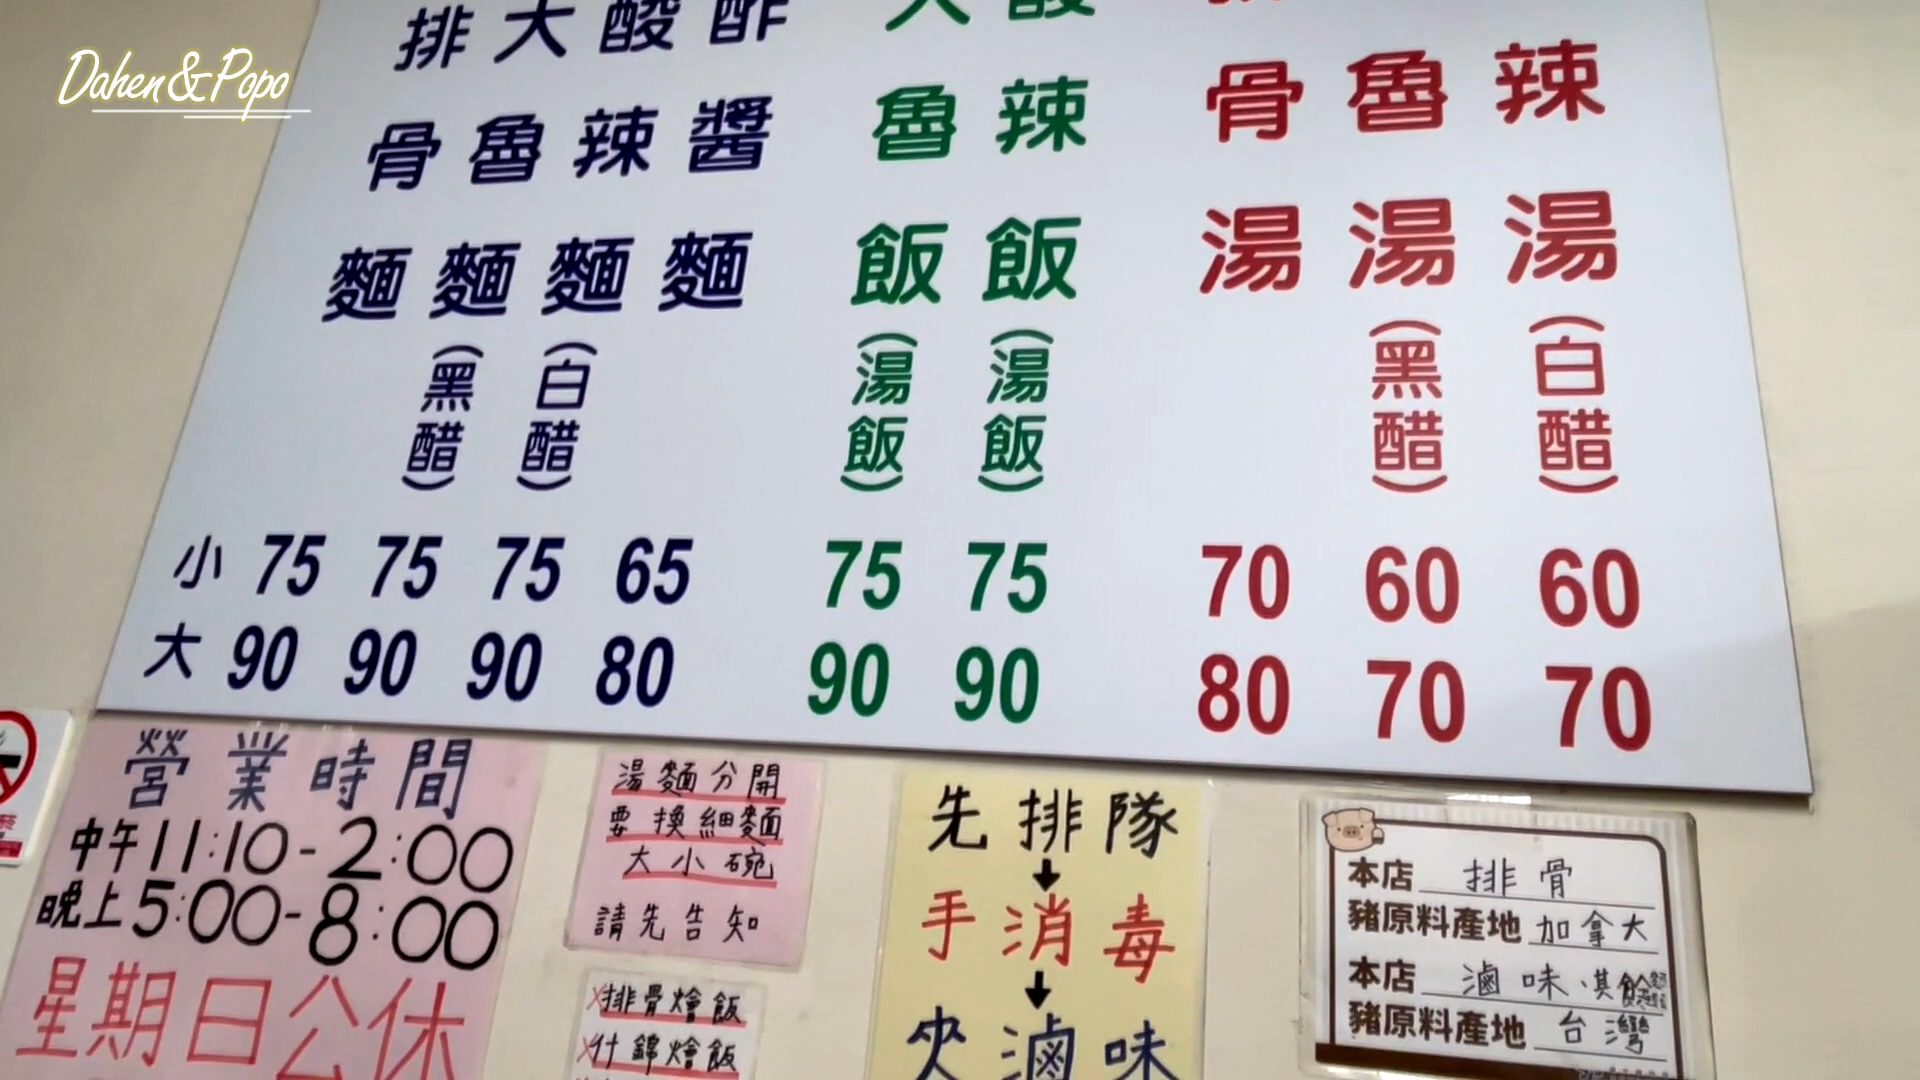 Dahen&Popo
排骨麵
大魯麵(黑醋)
酸辣麵(白醋)
酢醬麵
大魯飯(湯飯)
酸辣飯(湯飯)
骨湯
魯湯(黑醋)
辣湯(白醋)
小 75 75 75 65 75 75 70 60 60
大 90 90 90 80 90 90 80 70 70
營業時間
中午11:10-2:00
晚上5:00-8:00
星期日公休
湯麵分開
要換細麵
大小碗
請先告知
排骨燴飯
什錦燴飯
先排隊
手消毒
夾滷味
本店 排骨
豬原料產地 加拿大
本店 滷味、其餘
豬原料產地 台灣